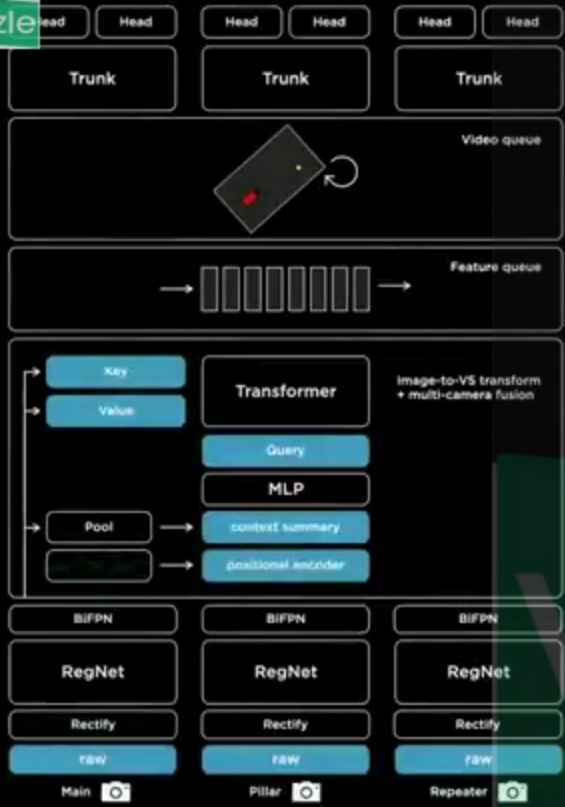 zle
ead
Head
Head
Head
Head
Head
Trunk
Trunk
Trunk
Video queue
Feature queue
Key
Value
Transformer
image-to-VS transform
+ multi-camera fusion
Query
MLP
Pool
context summary
positional encoder
BiFPN
BiFPN
BiFPN
RegNet
RegNet
RegNet
Rectify
Rectify
Rectify
raw
raw
raw
Main
Pillar
Repeater